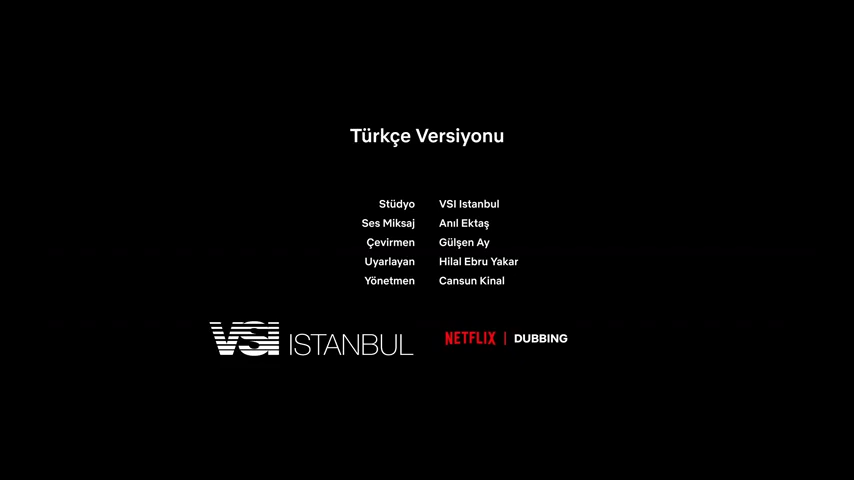 Türkçe Versiyonu
Stüdyo VSI Istanbul
Ses Miksaj Anıl Ektaş
Çevirmen Gülşen Ay
Uyarlayan Hilal Ebru Yakar
Yönetmen Cansun Kinal
VSI ISTANBUL NETFLIX | DUBBING